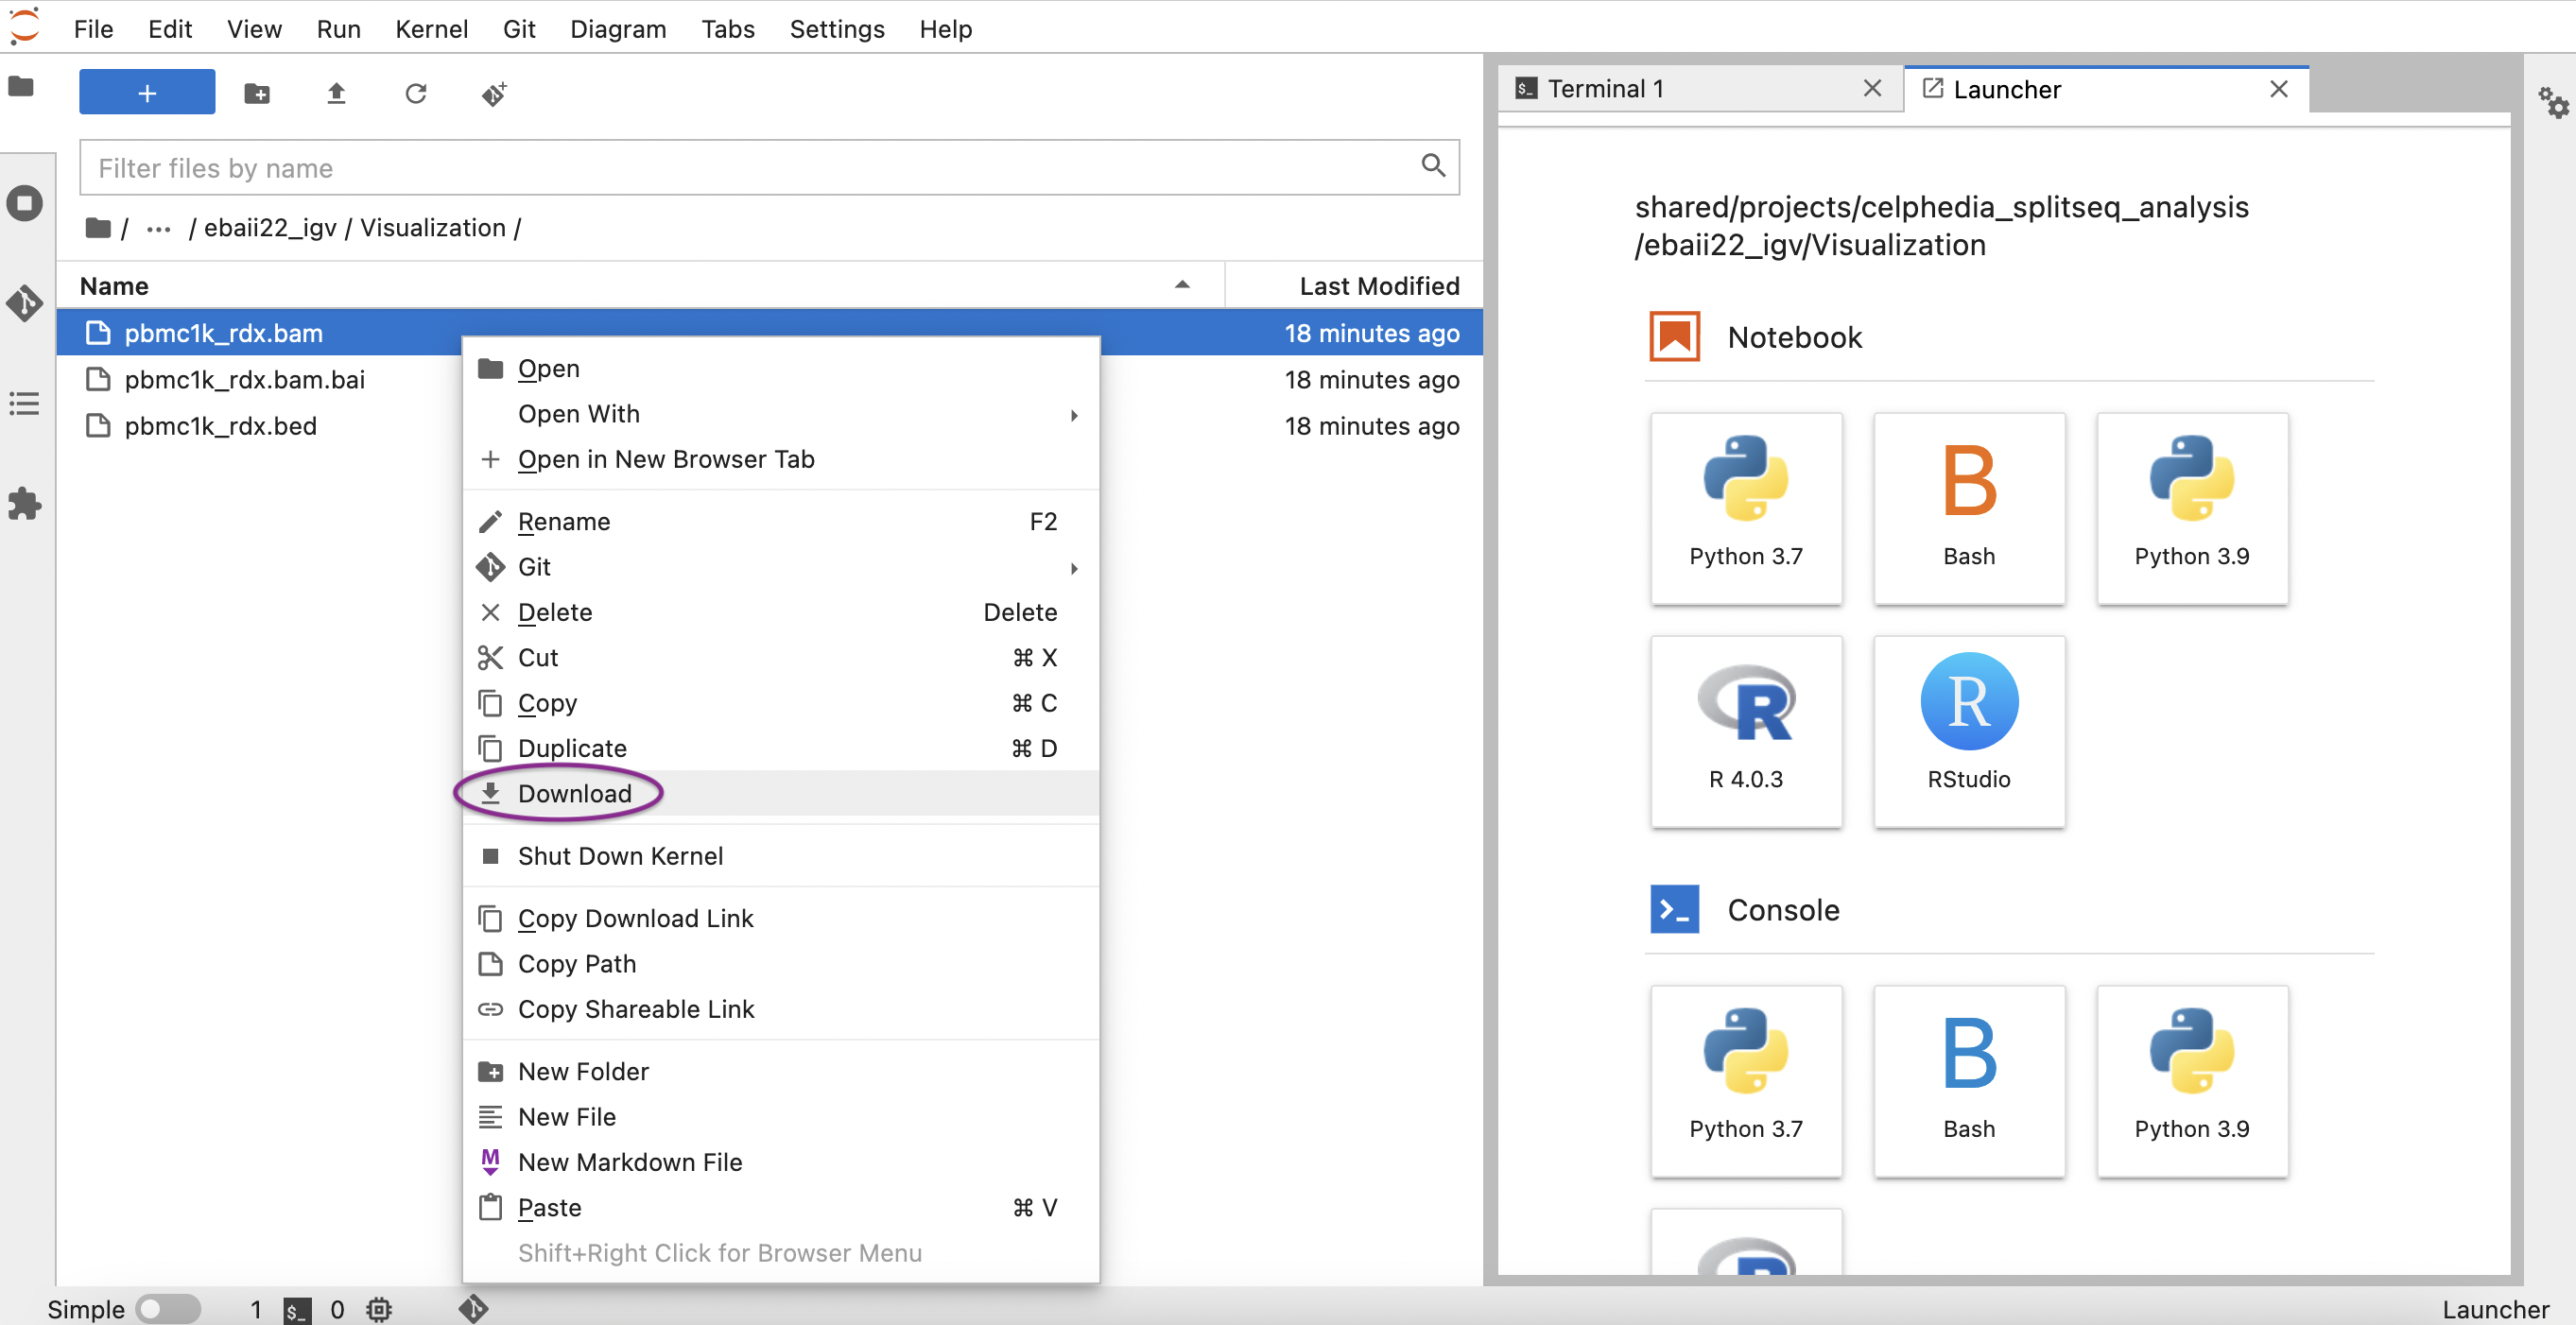 File Edit View Run Kernel Git Diagram Tabs Settings Help
+
Filter files by name
/ ··· / ebaii22_igv / Visualization /
Name Last Modified
pbmc1k_rdx.bam 18 minutes ago
pbmc1k_rdx.bam.bai 18 minutes ago
pbmc1k_rdx.bed 18 minutes ago
Open
Open With
Open in New Browser Tab
Rename F2
Git
Delete Delete
Cut ⌘ X
Copy ⌘ C
Duplicate ⌘ D
Download
Shut Down Kernel
Copy Download Link
Copy Path
Copy Shareable Link
New Folder
New File
New Markdown File
Paste ⌘ V
Shift+Right Click for Browser Menu
Terminal 1 Launcher
shared/projects/celphedia_splitseq_analysis
/ebaii22_igv/Visualization
Notebook
B
Python 3.7 Bash Python 3.9
R R
R 4.0.3 RStudio
Console
B
Python 3.7 Bash Python 3.9
Simple 1 $_ 0 Launcher